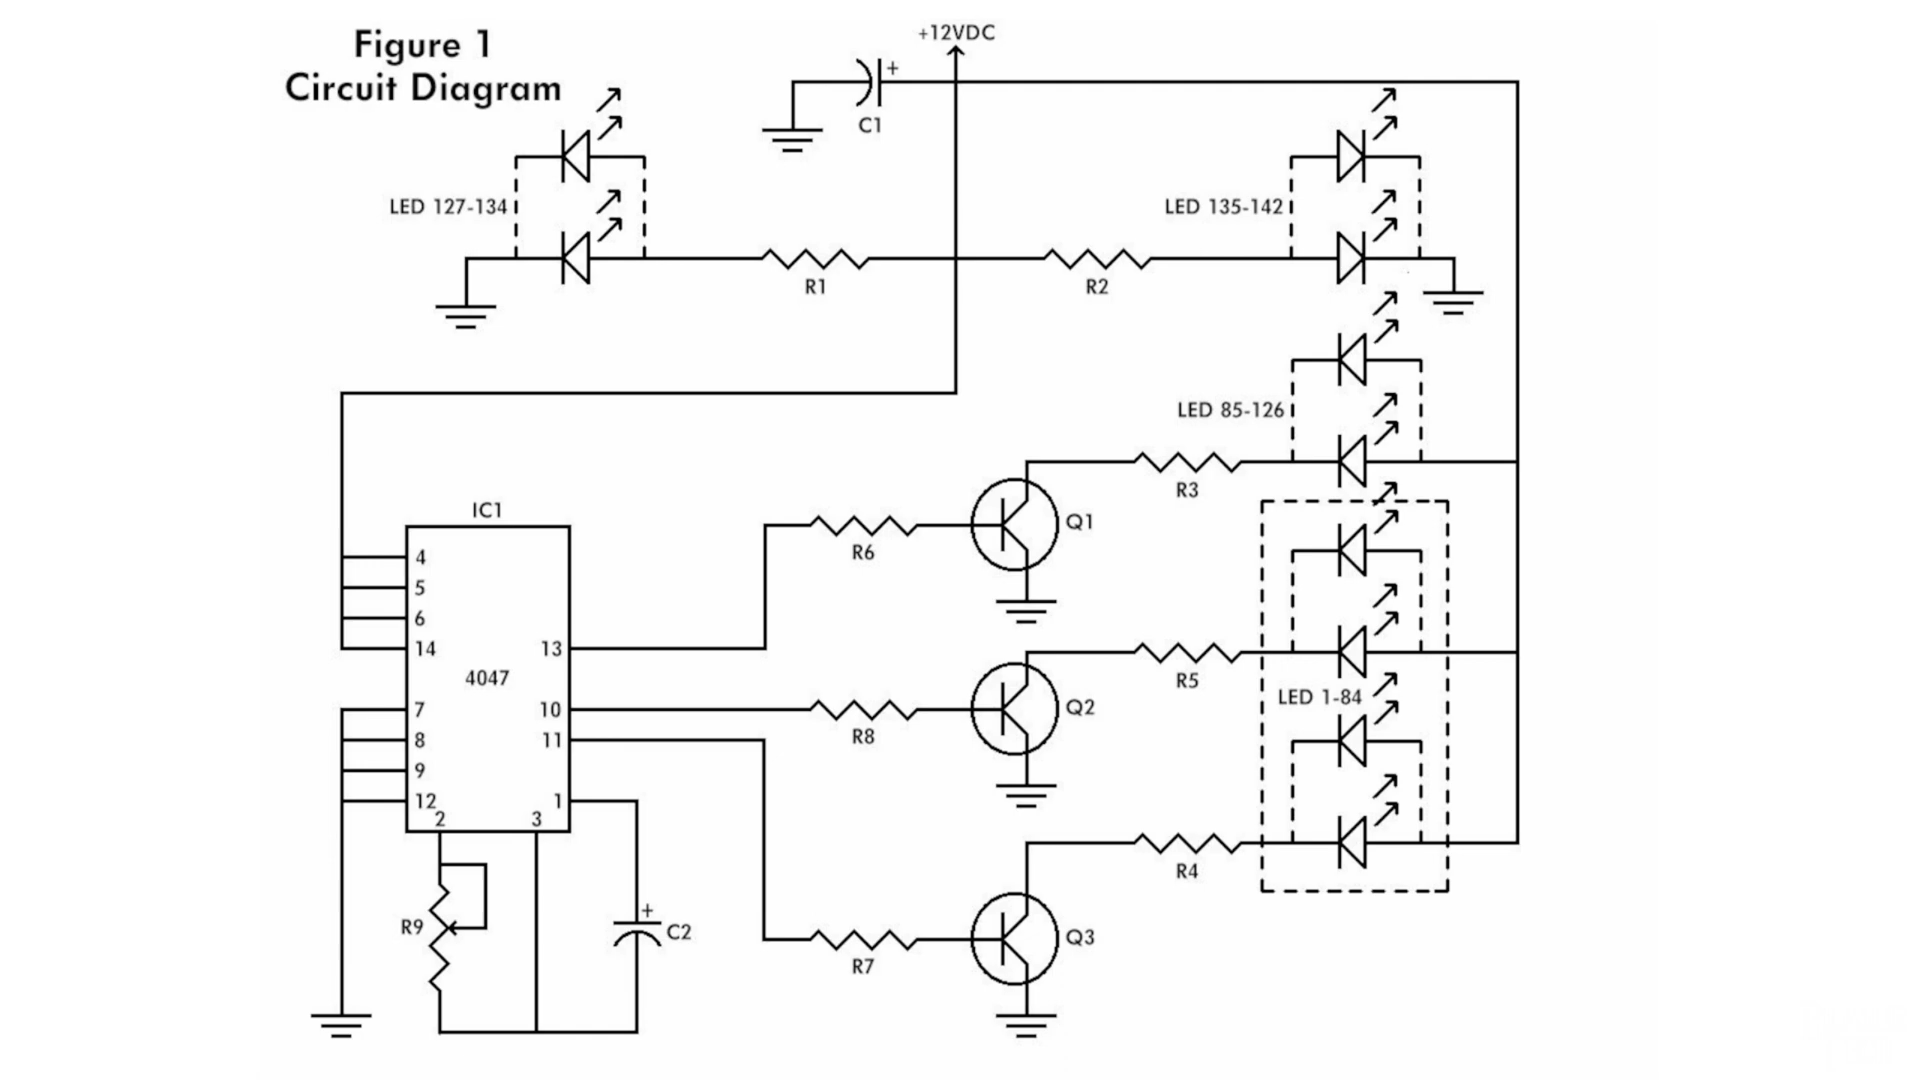 Figure 1
Circuit Diagram
+12VDC
+
C1
LED 127-134
LED 135-142
R1
R2
LED 85-126
R3
IC1
Q1
4
R6
5
6
14
13
4047
R5
LED 1-84
7
10
Q2
8
11
R8
9
12
1
2
3
R4
+
R9
C2
Q3
R7